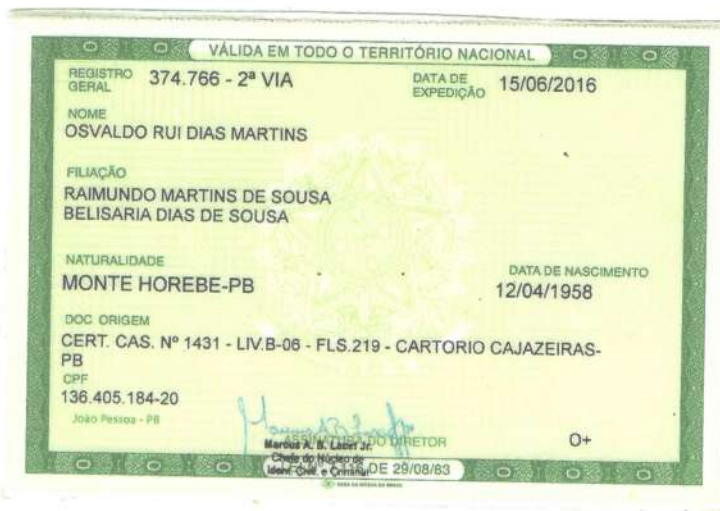 VÁLIDA EM TODO O TERRITÓRIO NACIONAL
REGISTRO GERAL 374.766 - 2ª VIA DATA DE EXPEDIÇÃO 15/06/2016
NOME
OSVALDO RUI DIAS MARTINS
FILIAÇÃO
RAIMUNDO MARTINS DE SOUSA
BELISARIA DIAS DE SOUSA
NATURALIDADE DATA DE NASCIMENTO
MONTE HOREBE-PB 12/04/1958
DOC ORIGEM
CERT. CAS. Nº 1431 - LIV.B-06 - FLS.219 - CARTORIO CAJAZEIRAS-
PB
CPF
136.405.184-20
João Pessoa - PB
ASSINATURA DO DIRETOR O+
Marcus A. B. Jr.
Chefe do Núcleo de
Ident. Civil e Criminal
DE 29/08/83